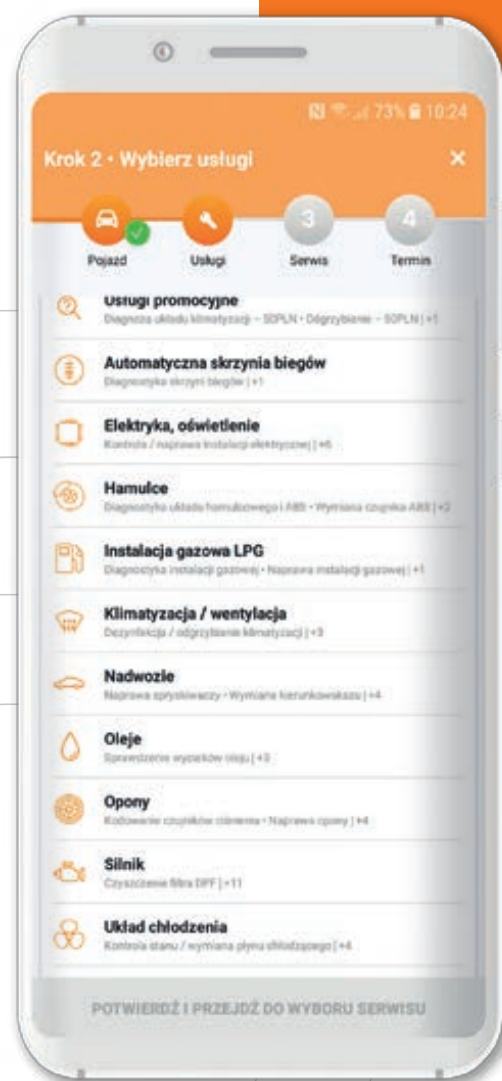 73% 10:24
Krok 2 • Wybierz usługi ×
3 4
Pojazd Usługi Serwis Termin
Usługi promocyjne
Diagnoza układu klimatyzacji – 50PLN • Odgrzybianie – 50PLN | +1
Automatyczna skrzynia biegów
Diagnostyka skrzyni biegów | +1
Elektryka, oświetlenie
Kontrola / naprawa instalacji elektrycznej | +6
Hamulce
Diagnostyka układu hamulcowego i ABS • Wymiana czujnika ABS | +2
Instalacja gazowa LPG
Diagnostyka instalacji gazowej • Naprawa instalacji gazowej | +1
Klimatyzacja / wentylacja
Dezynfekcja / odgrzybianie klimatyzacji | +3
Nadwozie
Naprawa spryskiwaczy • Wymiana kierunkowskazu | +4
Oleje
Sprawdzenie wycieków oleju | +3
Opony
Kodowanie czujników ciśnienia • Naprawa opony | +4
Silnik
Czyszczenie filtra DPF | +11
Układ chłodzenia
Kontrola stanu / wymiana płynu chłodzącego | +4
POTWIERDŹ I PRZEJDŹ DO WYBORU SERWISU